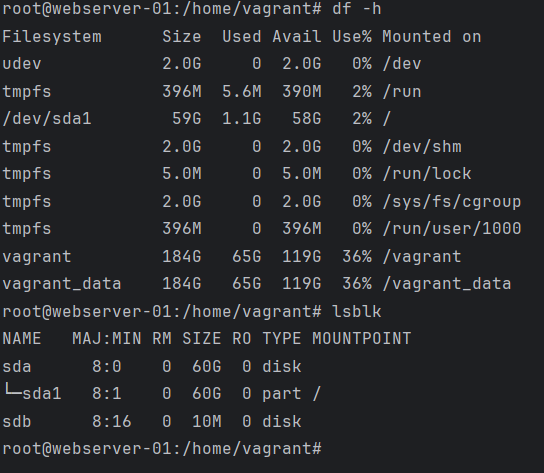 root@webserver-01:/home/vagrant# df -h
Filesystem      Size  Used Avail Use% Mounted on
udev            2.0G     0  2.0G   0% /dev
tmpfs           396M  5.6M  390M   2% /run
/dev/sda1        59G  1.1G   58G   2% /
tmpfs           2.0G     0  2.0G   0% /dev/shm
tmpfs           5.0M     0  5.0M   0% /run/lock
tmpfs           2.0G     0  2.0G   0% /sys/fs/cgroup
tmpfs           396M     0  396M   0% /run/user/1000
vagrant         184G   65G  119G  36% /vagrant
vagrant_data    184G   65G  119G  36% /vagrant_data
root@webserver-01:/home/vagrant# lsblk
NAME   MAJ:MIN RM SIZE RO TYPE MOUNTPOINT
sda      8:0    0  60G  0 disk
└─sda1   8:1    0  60G  0 part /
sdb      8:16   0  10M  0 disk
root@webserver-01:/home/vagrant#